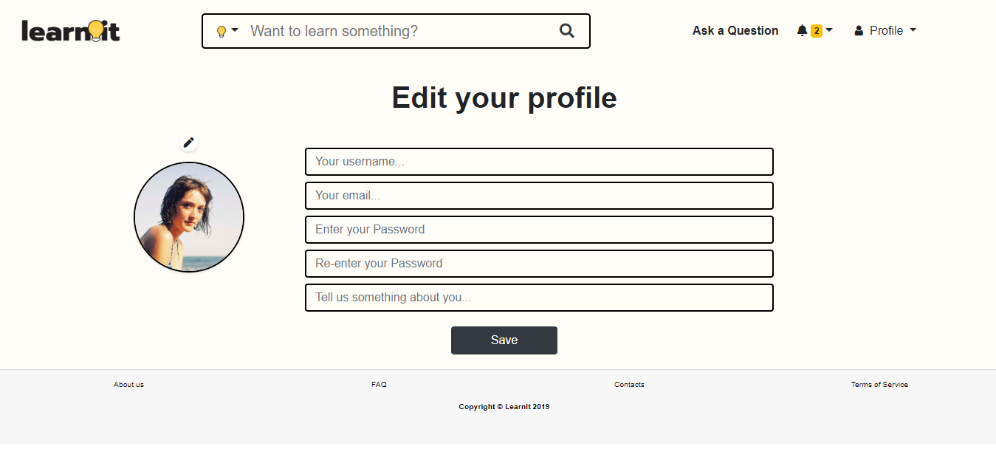 learnit
Want to learn something?
Ask a Question
2
Profile
Edit your profile
Your username...
Your email...
Enter your Password
Re-enter your Password
Tell us something about you...
Save
About us
FAQ
Contacts
Terms of Service
Copyright © LearnIt 2019